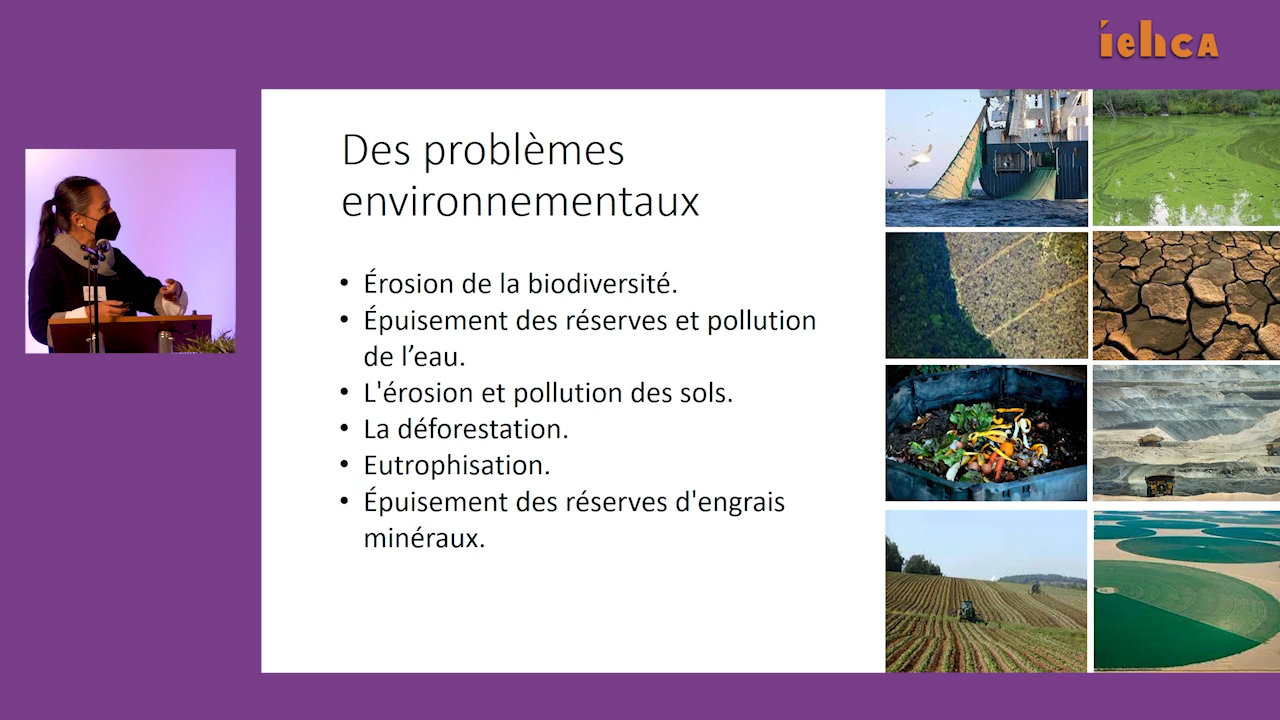 iehca
Des problèmes
environnementaux
• Érosion de la biodiversité.
• Épuisement des réserves et pollution
de l’eau.
• L'érosion et pollution des sols.
• La déforestation.
• Eutrophisation.
• Épuisement des réserves d'engrais
minéraux.